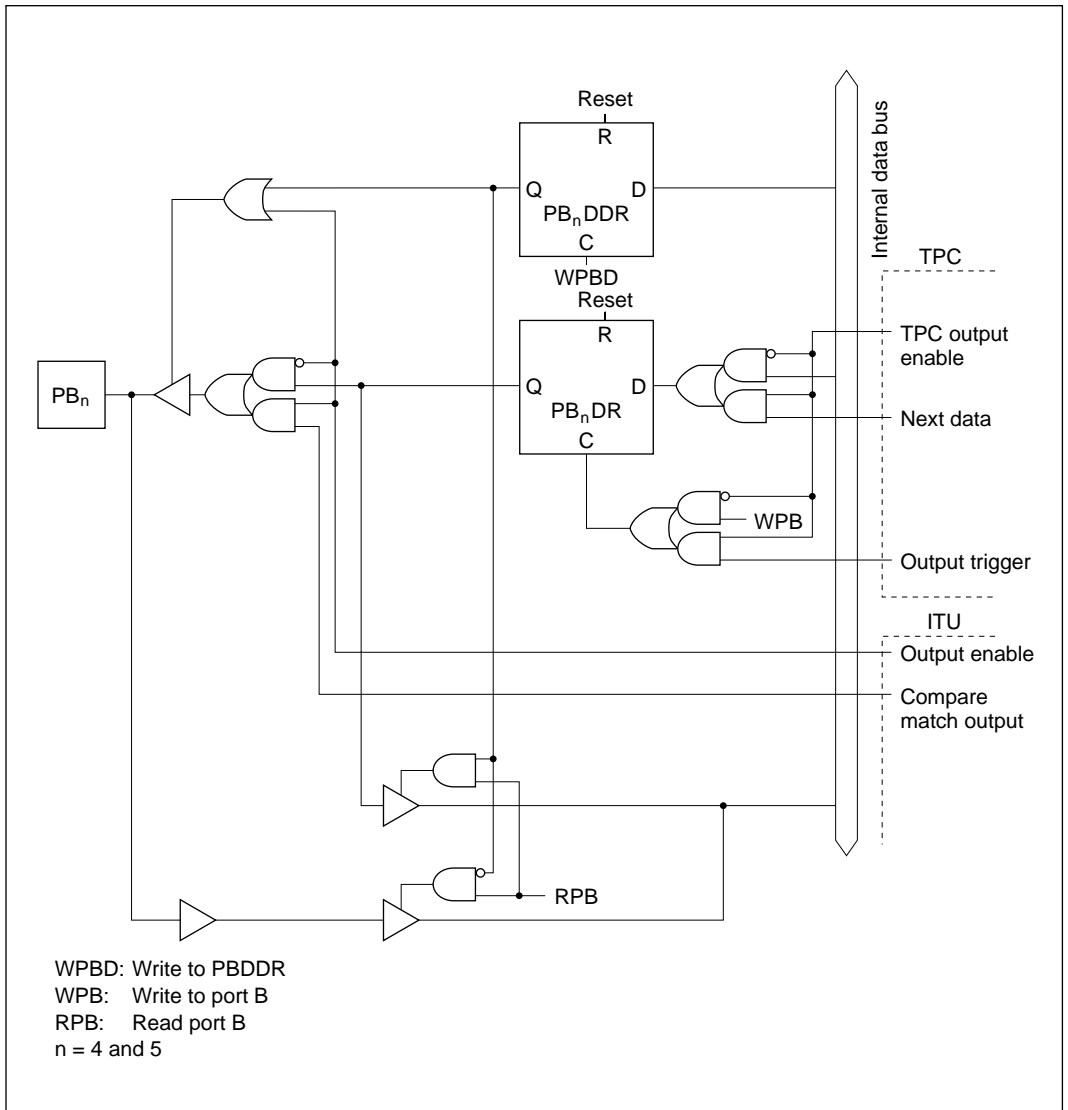 Reset
R
Q
D
PBnDDR
C
WPBD
Internal data bus
TPC
Reset
R
TPC output
enable
PBn
Q
D
PBnDR
C
Next data
WPB
Output trigger
ITU
Output enable
Compare
match output
RPB
WPBD: Write to PBDDR
WPB: Write to port B
RPB: Read port B
n = 4 and 5